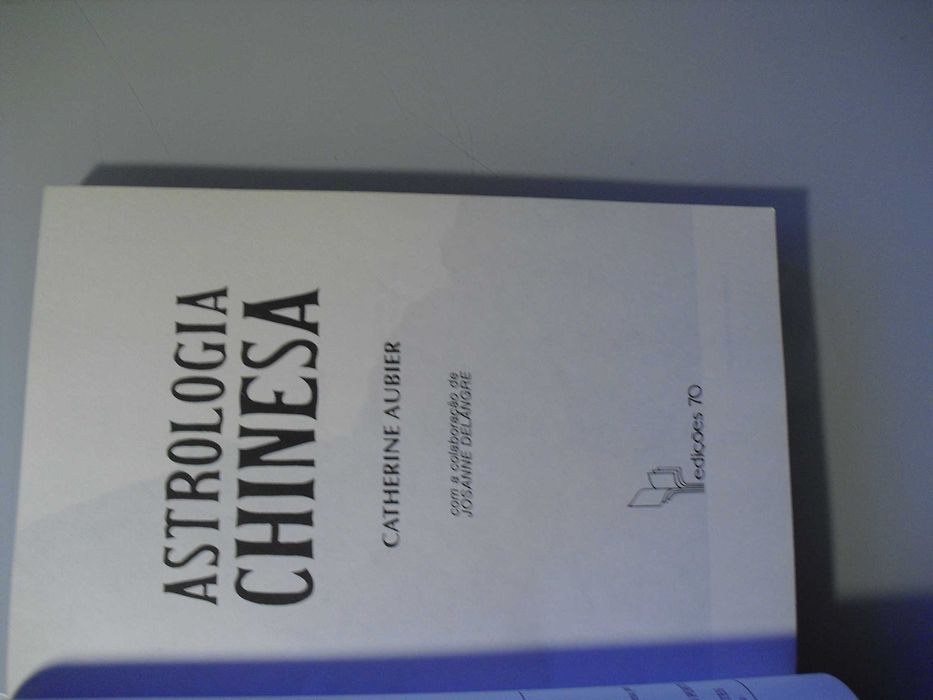 ASTROLOGIA
CHINESA
CATHERINE AUBIER
com a colaboração de
JOSANNE DELANGRE
edições 70